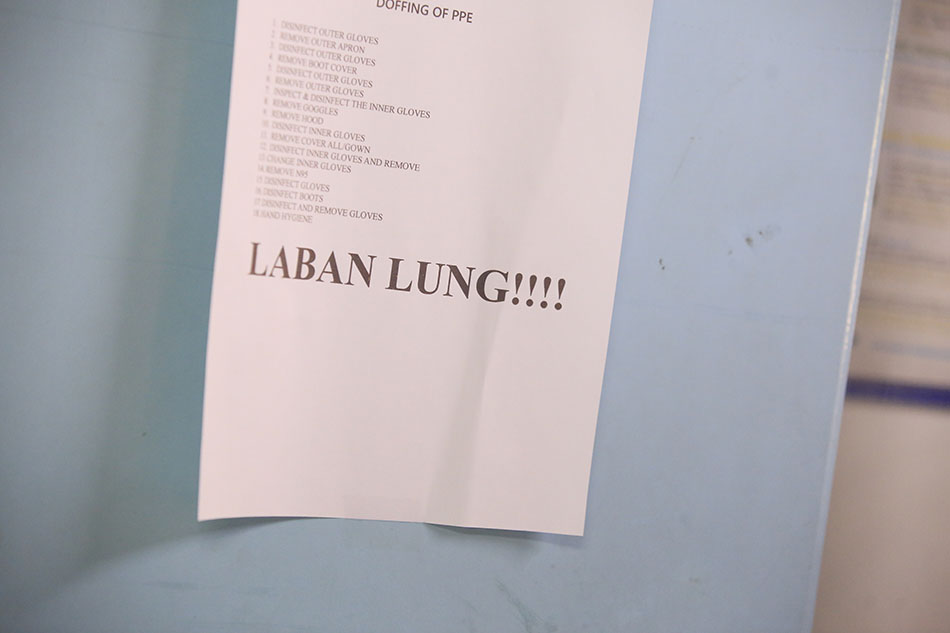 DOFFING OF PPE
1. DISINFECT OUTER GLOVES
2. REMOVE OUTER APRON
3. DISINFECT OUTER GLOVES
4. REMOVE BOOT COVER
5. DISINFECT OUTER GLOVES
6. REMOVE OUTER GLOVES
7. INSPECT & DISINFECT THE INNER GLOVES
8. REMOVE GOGGLES
9. REMOVE HOOD
10. DISINFECT INNER GLOVES
11. REMOVE COVER ALL/GOWN
12. DISINFECT INNER GLOVES AND REMOVE
13. CHANGE INNER GLOVES
14. REMOVE N95
15. DISINFECT GLOVES
16. DISINFECT BOOTS
17. DISINFECT AND REMOVE GLOVES
18. HAND HYGIENE
LABAN LUNG!!!!